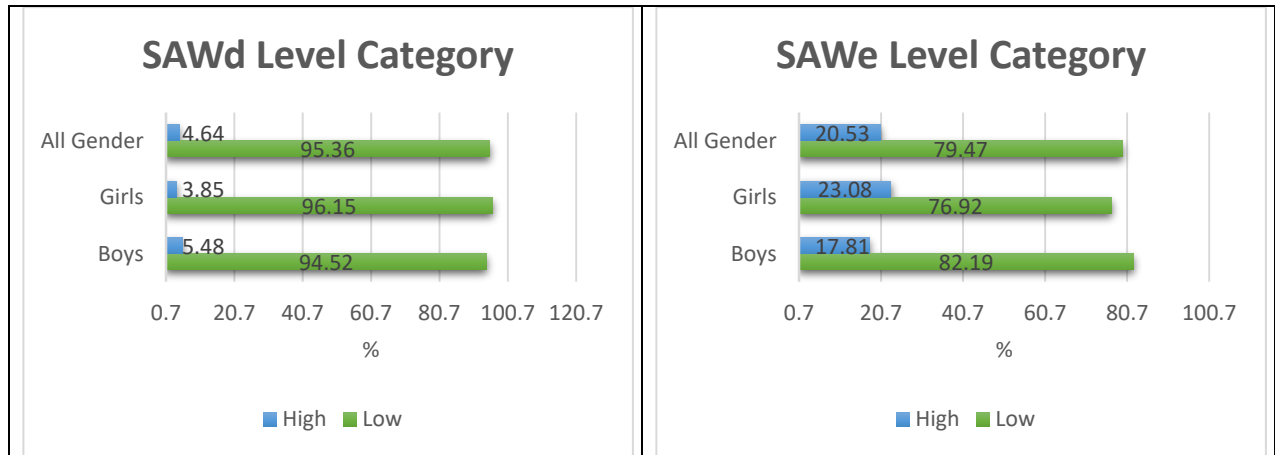 SAWd Level Category
All Gender
4.64
95.36
Girls
3.85
96.15
Boys
5.48
94.52
0.7 20.7 40.7 60.7 80.7 100.7 120.7
%
High Low
SAWe Level Category
All Gender
20.53
79.47
Girls
23.08
76.92
Boys
17.81
82.19
0.7 20.7 40.7 60.7 80.7 100.7
%
High Low